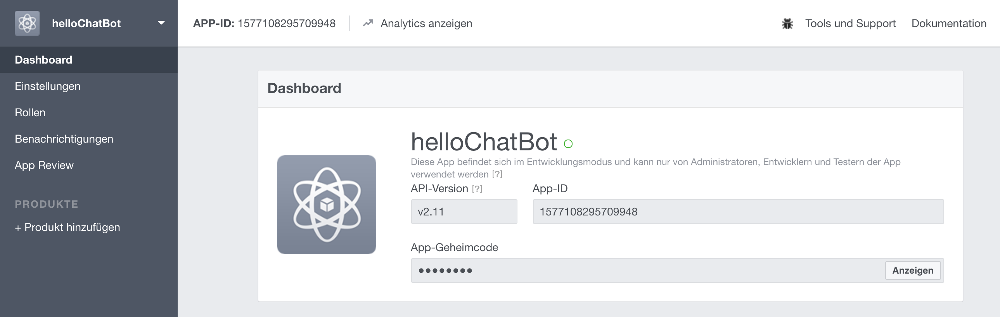 helloChatBot
APP-ID: 1577108295709948
Analytics anzeigen
Tools und Support
Dokumentation
Dashboard
Einstellungen
Rollen
Benachrichtigungen
App Review
PRODUKTE
+ Produkt hinzufügen
Dashboard
helloChatBot
Diese App befindet sich im Entwicklungsmodus und kann nur von Administratoren, Entwicklern und Testern der App
verwendet werden [?]
API-Version [?]
App-ID
v2.11
1577108295709948
App-Geheimcode
••••••••
Anzeigen